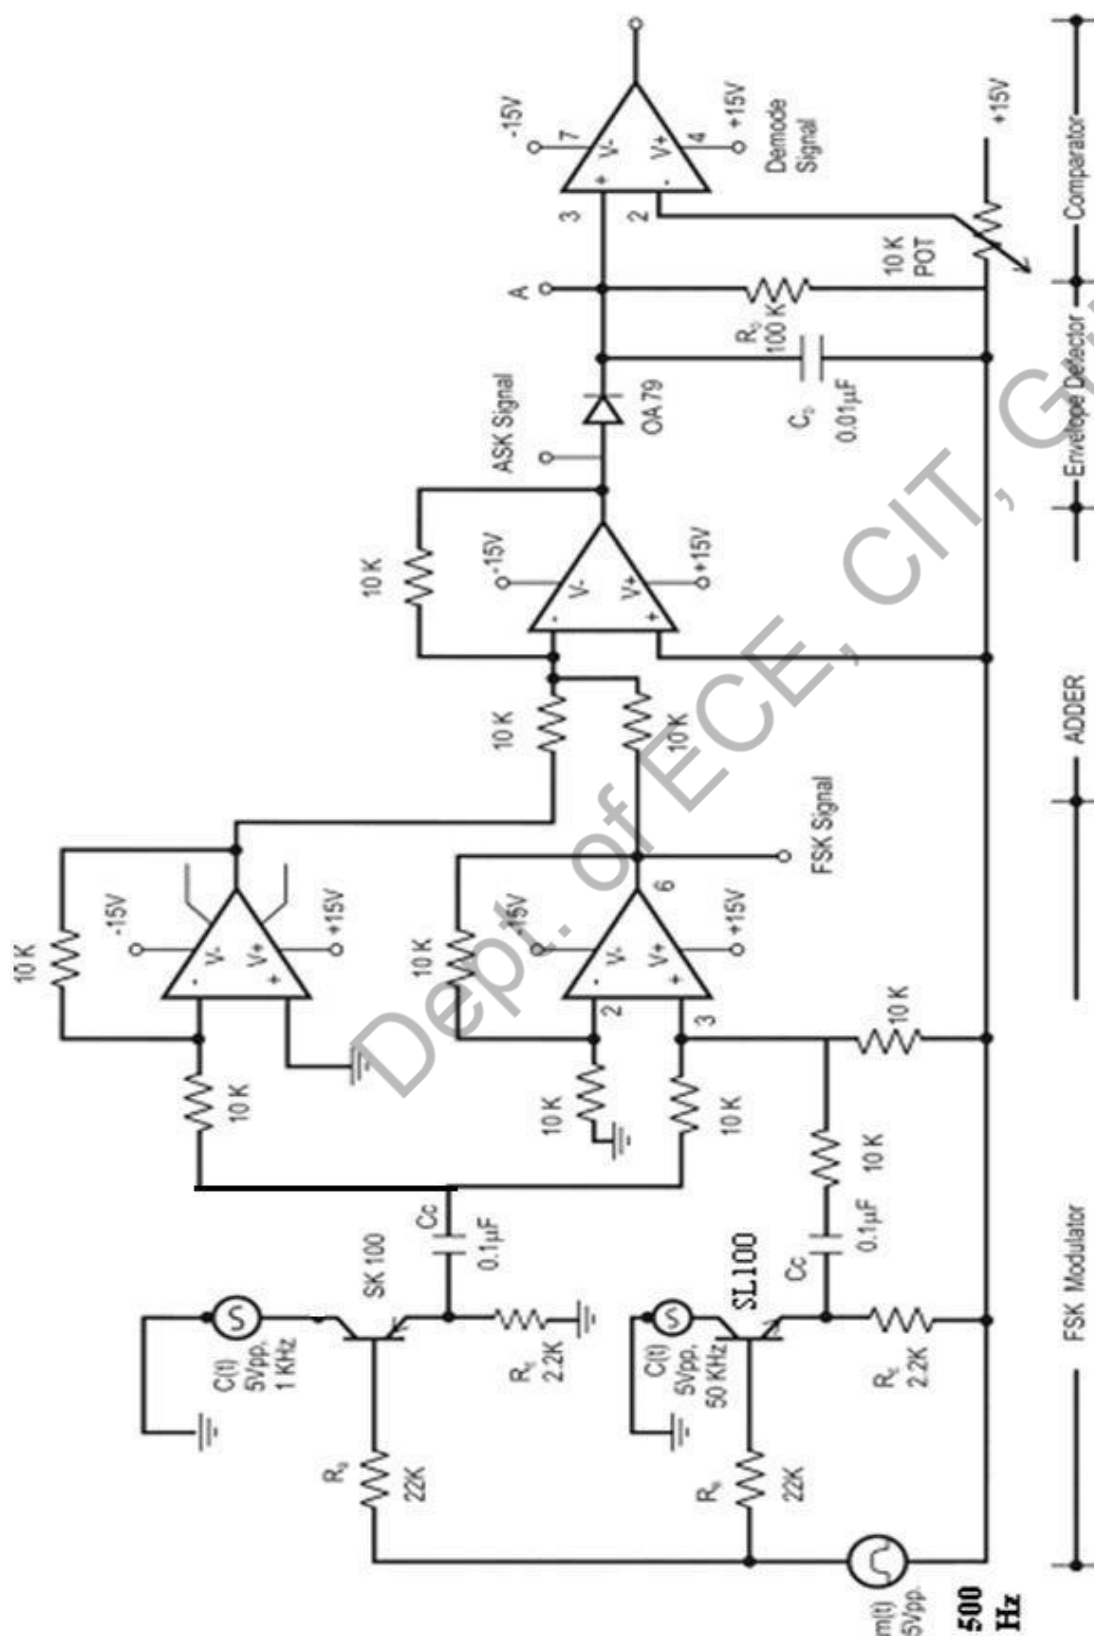 -15V
7
V-
+
3
V+
-
2
4
+15V
Demode
Signal
+15V
10 K
POT
A
R_D
100 K
C_D
0.01µF
OA 79
ASK Signal
10 K
-15V
V-
-
V+
+
+15V
10 K
10 K
10 K
-15V
V-
-
V+
+
+15V
10 K
10 K
-15V
V-
-
2
V+
+
3
6
+15V
FSK Signal
10 K
10 K
10 K
10 K
Cc
0.1µF
SK 100
C(t)
5Vpp.
1 KHz
2.2K
22K
Cc
0.1µF
SL100
C(t)
5Vpp.
50 KHz
2.2K
22K
m(t)
5Vpp.
500
Hz
FSK Modulator
ADDER
Envelope Detector
Comparator
Dept. of ECE, CIT,